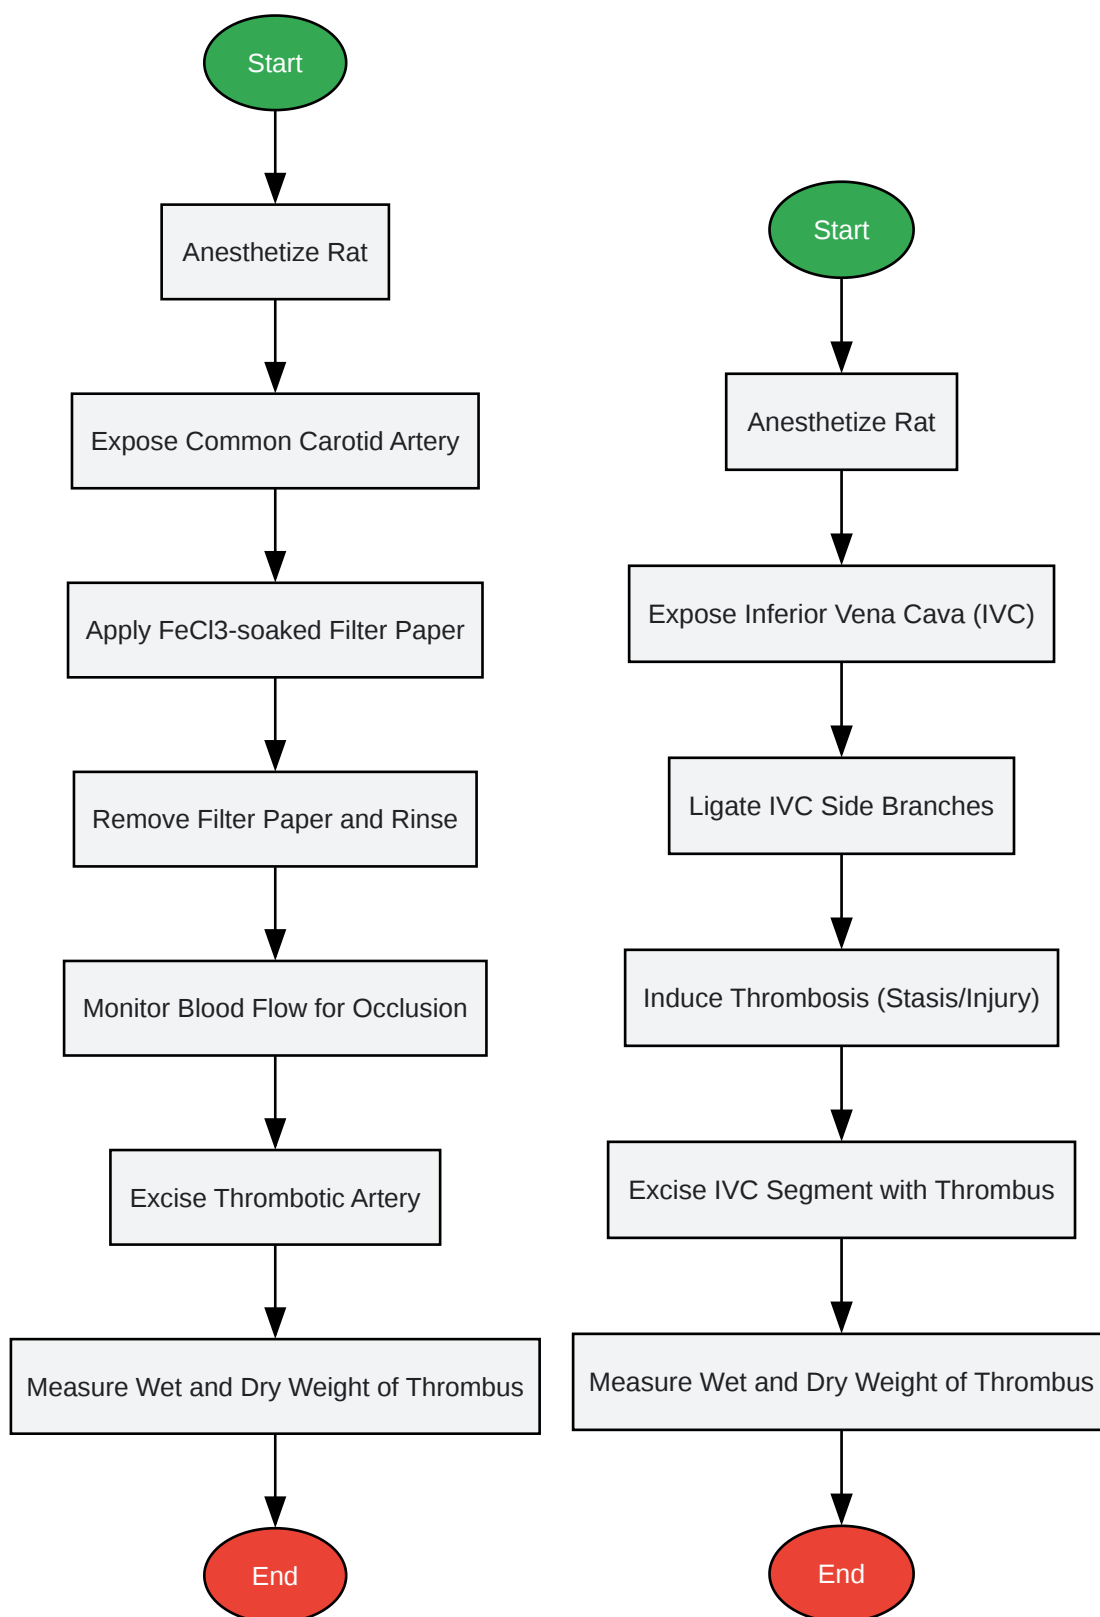 Start
Anesthetize Rat
Expose Common Carotid Artery
Apply FeCl3-soaked Filter Paper
Remove Filter Paper and Rinse
Monitor Blood Flow for Occlusion
Excise Thrombotic Artery
Measure Wet and Dry Weight of Thrombus
End
Start
Anesthetize Rat
Expose Inferior Vena Cava (IVC)
Ligate IVC Side Branches
Induce Thrombosis (Stasis/Injury)
Excise IVC Segment with Thrombus
Measure Wet and Dry Weight of Thrombus
End